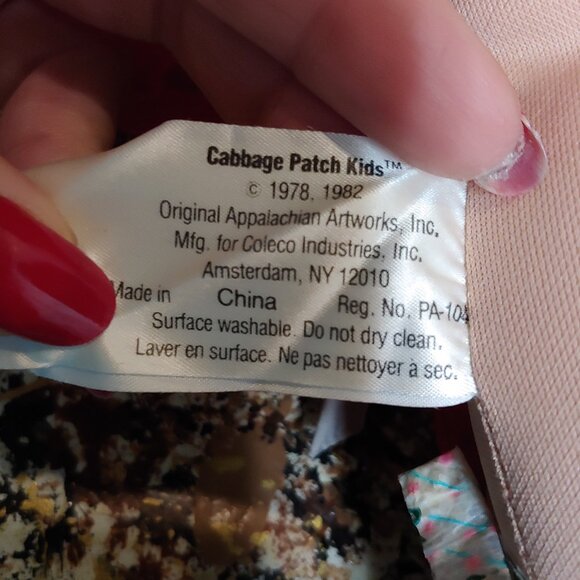 Cabbage Patch Kids™
© 1978, 1982
Original Appalachian Artworks, Inc.
Mfg. for Coleco Industries, Inc.
Amsterdam, NY 12010
Made in China Reg. No. PA-104
Surface washable. Do not dry clean.
Laver en surface. Ne pas nettoyer à sec.